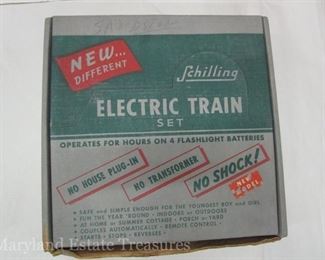 NEW...
DIFFERENT
Schilling
ELECTRIC TRAIN
SET
OPERATES FOR HOURS ON 4 FLASHLIGHT BATTERIES
NO HOUSE PLUG-IN
NO TRANSFORMER
NO SHOCK!
NEW
MODEL
★ SAFE and SIMPLE ENOUGH FOR THE YOUNGEST BOY and GIRL
★ FUN THE YEAR 'ROUND - INDOORS or OUTDOORS
★ AT HOME or SUMMER COTTAGE - PORCH or YARD
★ COUPLES AUTOMATICALLY - REMOTE CONTROL -
★ STARTS - STOPS - REVERSES -
Maryland Estate Treasures